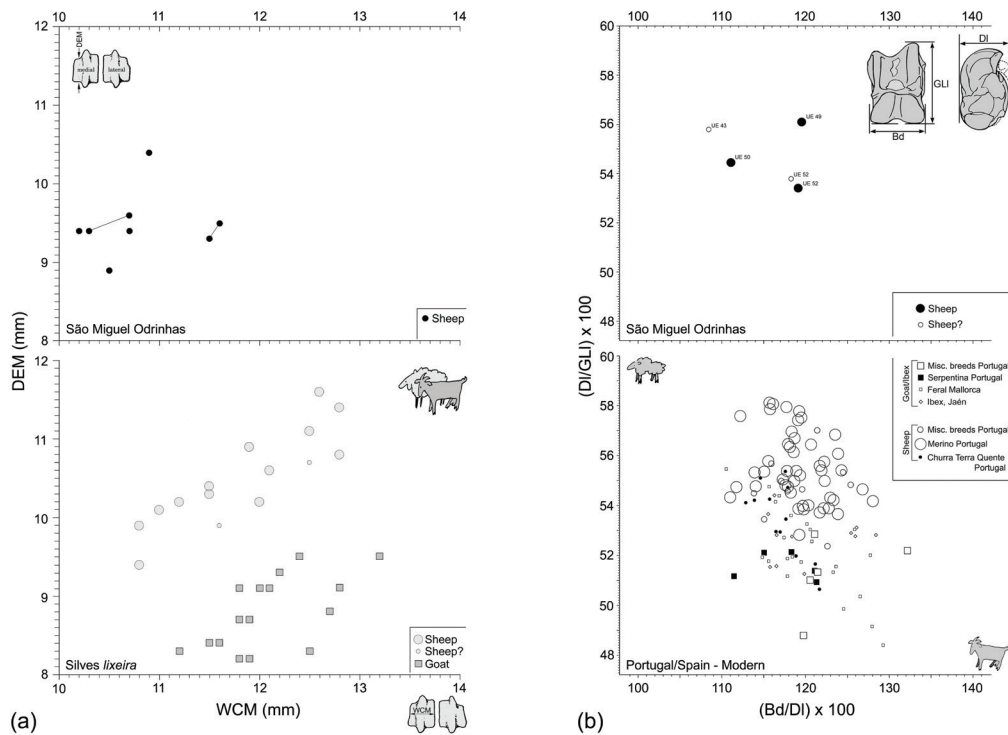 10 11 12 13 14
12
11
10
9
8
DEM
medial lateral
São Miguel Odrinhas
Sheep
DEM (mm)
12
11
10
9
8
Sheep
Sheep?
Goat
Silves lixeira
10 11 12 13 14
WCM (mm)
WCM
(a)
100 110 120 130 140
60
58
56
54
52
50
48
Dl
GLl
Bd
UE 43
UE 49
UE 50
UE 52
UE 52
Sheep
Sheep?
São Miguel Odrinhas
(Dl/GLl) x 100
60
58
56
54
52
50
48
Goat/Ibex
Misc. breeds Portugal
Serpentina Portugal
Feral Mallorca
Ibex, Jaén
Sheep
Misc. breeds Portugal
Merino Portugal
Churra Terra Quente
Portugal
Portugal/Spain - Modern
100 110 120 130 140
(Bd/Dl) x 100
(b)